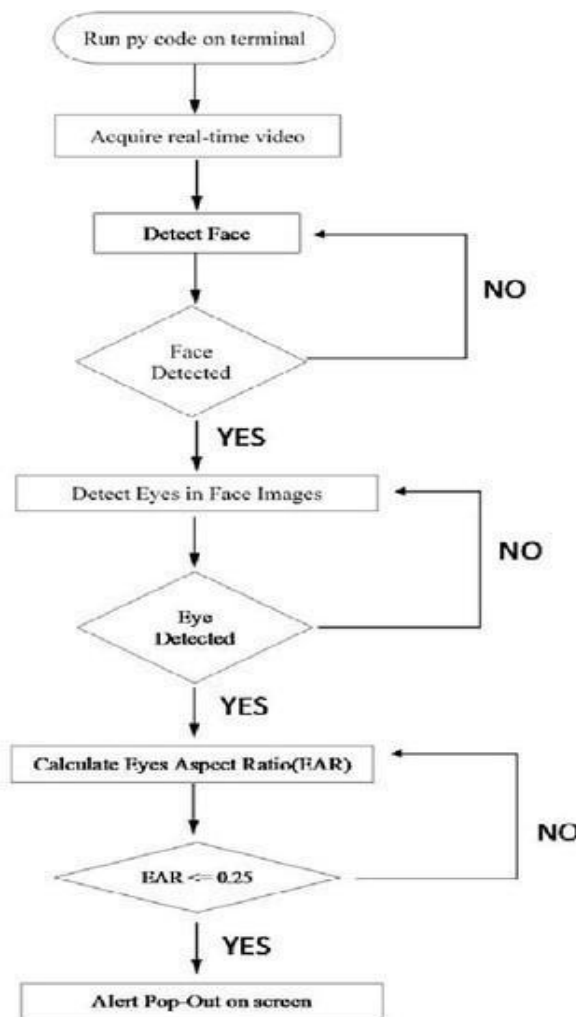 Run py code on terminal
Acquire real-time video
Detect Face
NO
Face
Detected
YES
Detect Eyes in Face Images
NO
Eye
Detected
YES
Calculate Eyes Aspect Ratio(EAR)
NO
EAR <= 0.25
YES
Alert Pop-Out on screen